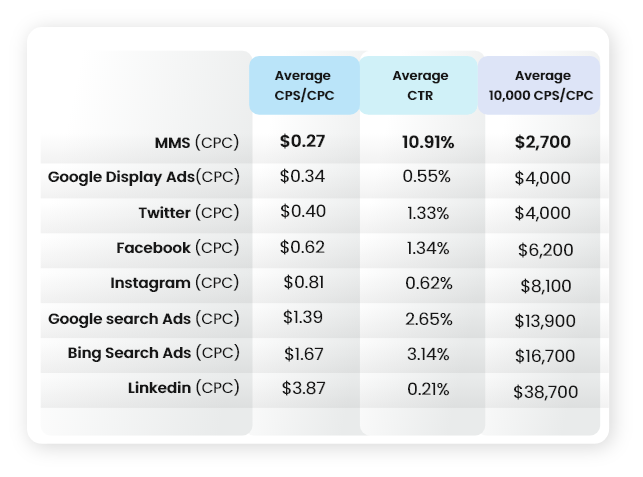 Average Average Average
CPS/CPC CTR 10,000 CPS/CPC
MMS (CPC) $0.27 10.91% $2,700
Google Display Ads(CPC) $0.34 0.55% $4,000
Twitter (CPC) $0.40 1.33% $4,000
Facebook (CPC) $0.62 1.34% $6,200
Instagram (CPC) $0.81 0.62% $8,100
Google search Ads (CPC) $1.39 2.65% $13,900
Bing Search Ads (CPC) $1.67 3.14% $16,700
Linkedin (CPC) $3.87 0.21% $38,700